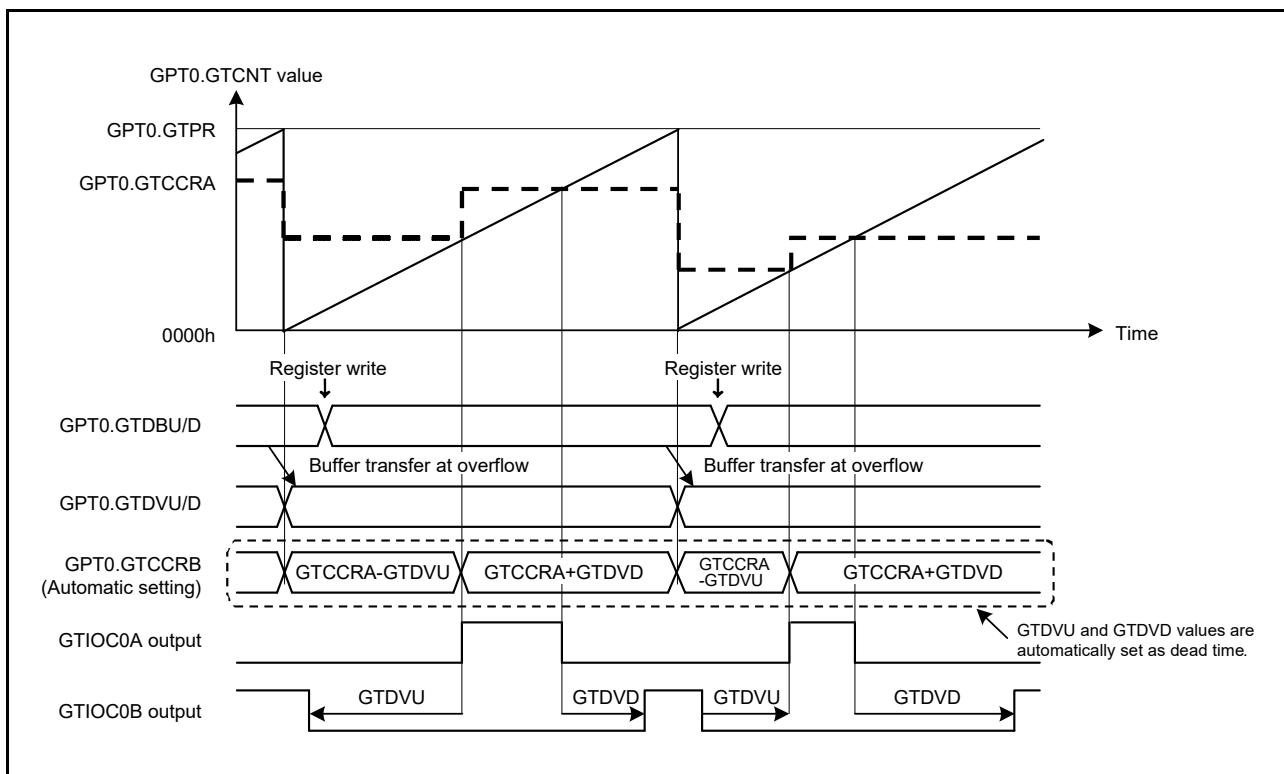 GPT0.GTCNT value
GPT0.GTPR
GPT0.GTCCRA
0000h
Time
Register write
Register write
GPT0.GTDBU/D
Buffer transfer at overflow
Buffer transfer at overflow
GPT0.GTDVU/D
GPT0.GTCCRB
(Automatic setting)
GTCCRA-GTDVU
GTCCRA+GTDVD
GTCCRA
-GTDVU
GTCCRA+GTDVD
GTIOC0A output
GTDVU and GTDVD values are
automatically set as dead time.
GTIOC0B output
GTDVU
GTDVD
GTDVU
GTDVD